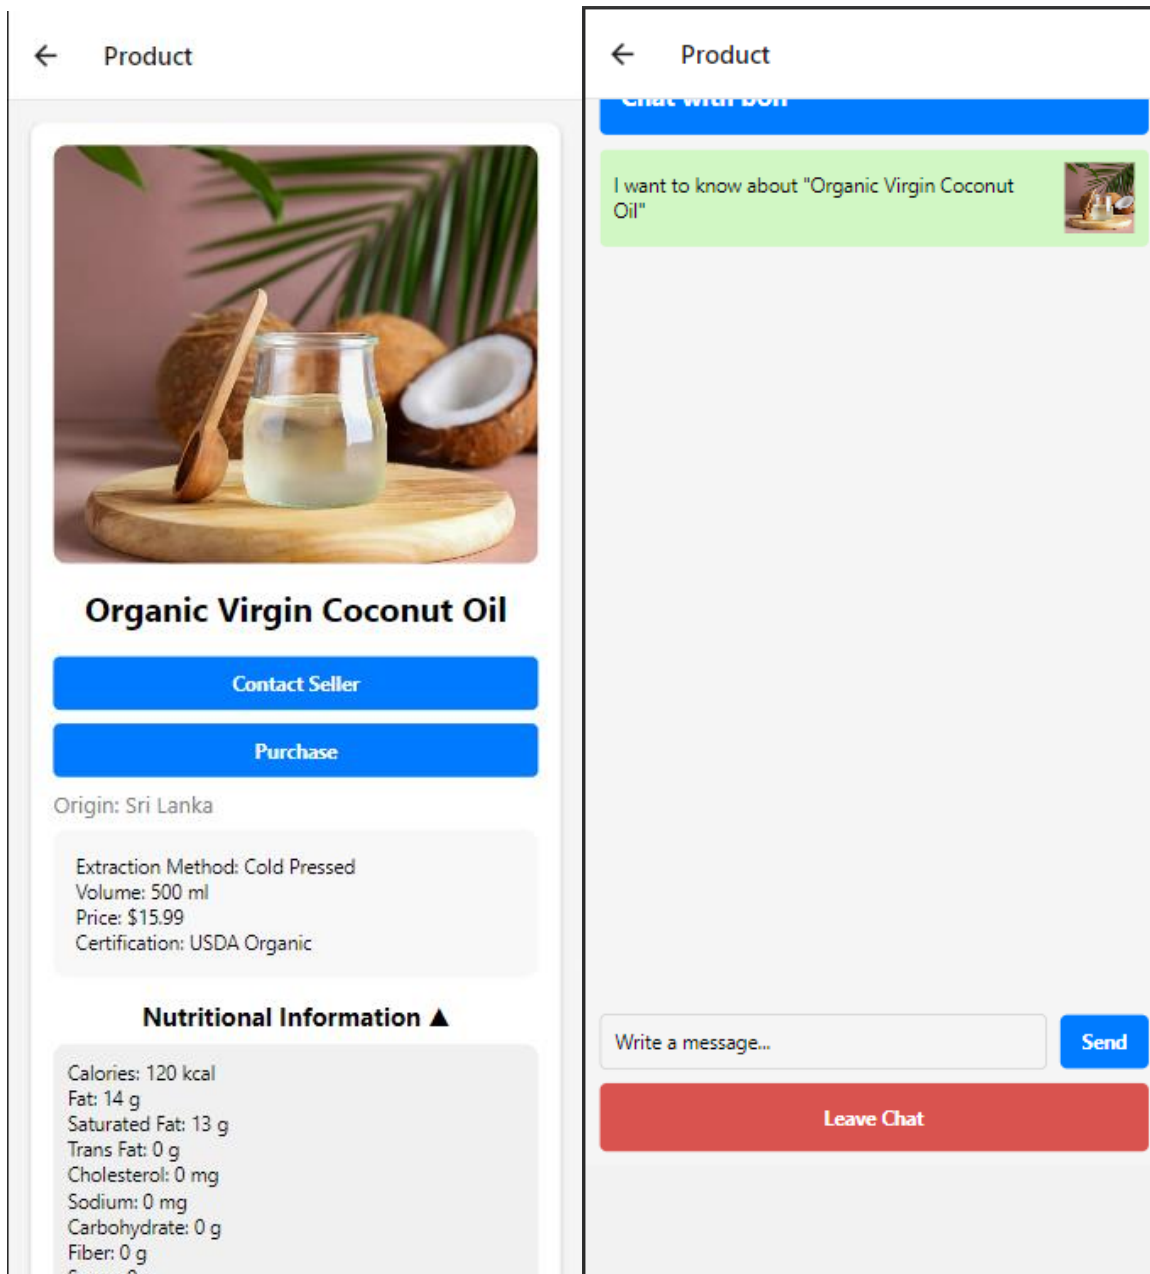 Product
Organic Virgin Coconut Oil
Contact Seller
Purchase
Origin: Sri Lanka
Extraction Method: Cold Pressed
Volume: 500 ml
Price: $15.99
Certification: USDA Organic
Nutritional Information ▲
Calories: 120 kcal
Fat: 14 g
Saturated Fat: 13 g
Trans Fat: 0 g
Cholesterol: 0 mg
Sodium: 0 mg
Carbohydrate: 0 g
Fiber: 0 g
Product
Chat with
I want to know about "Organic Virgin Coconut
Oil"
Write a message...
Send
Leave Chat